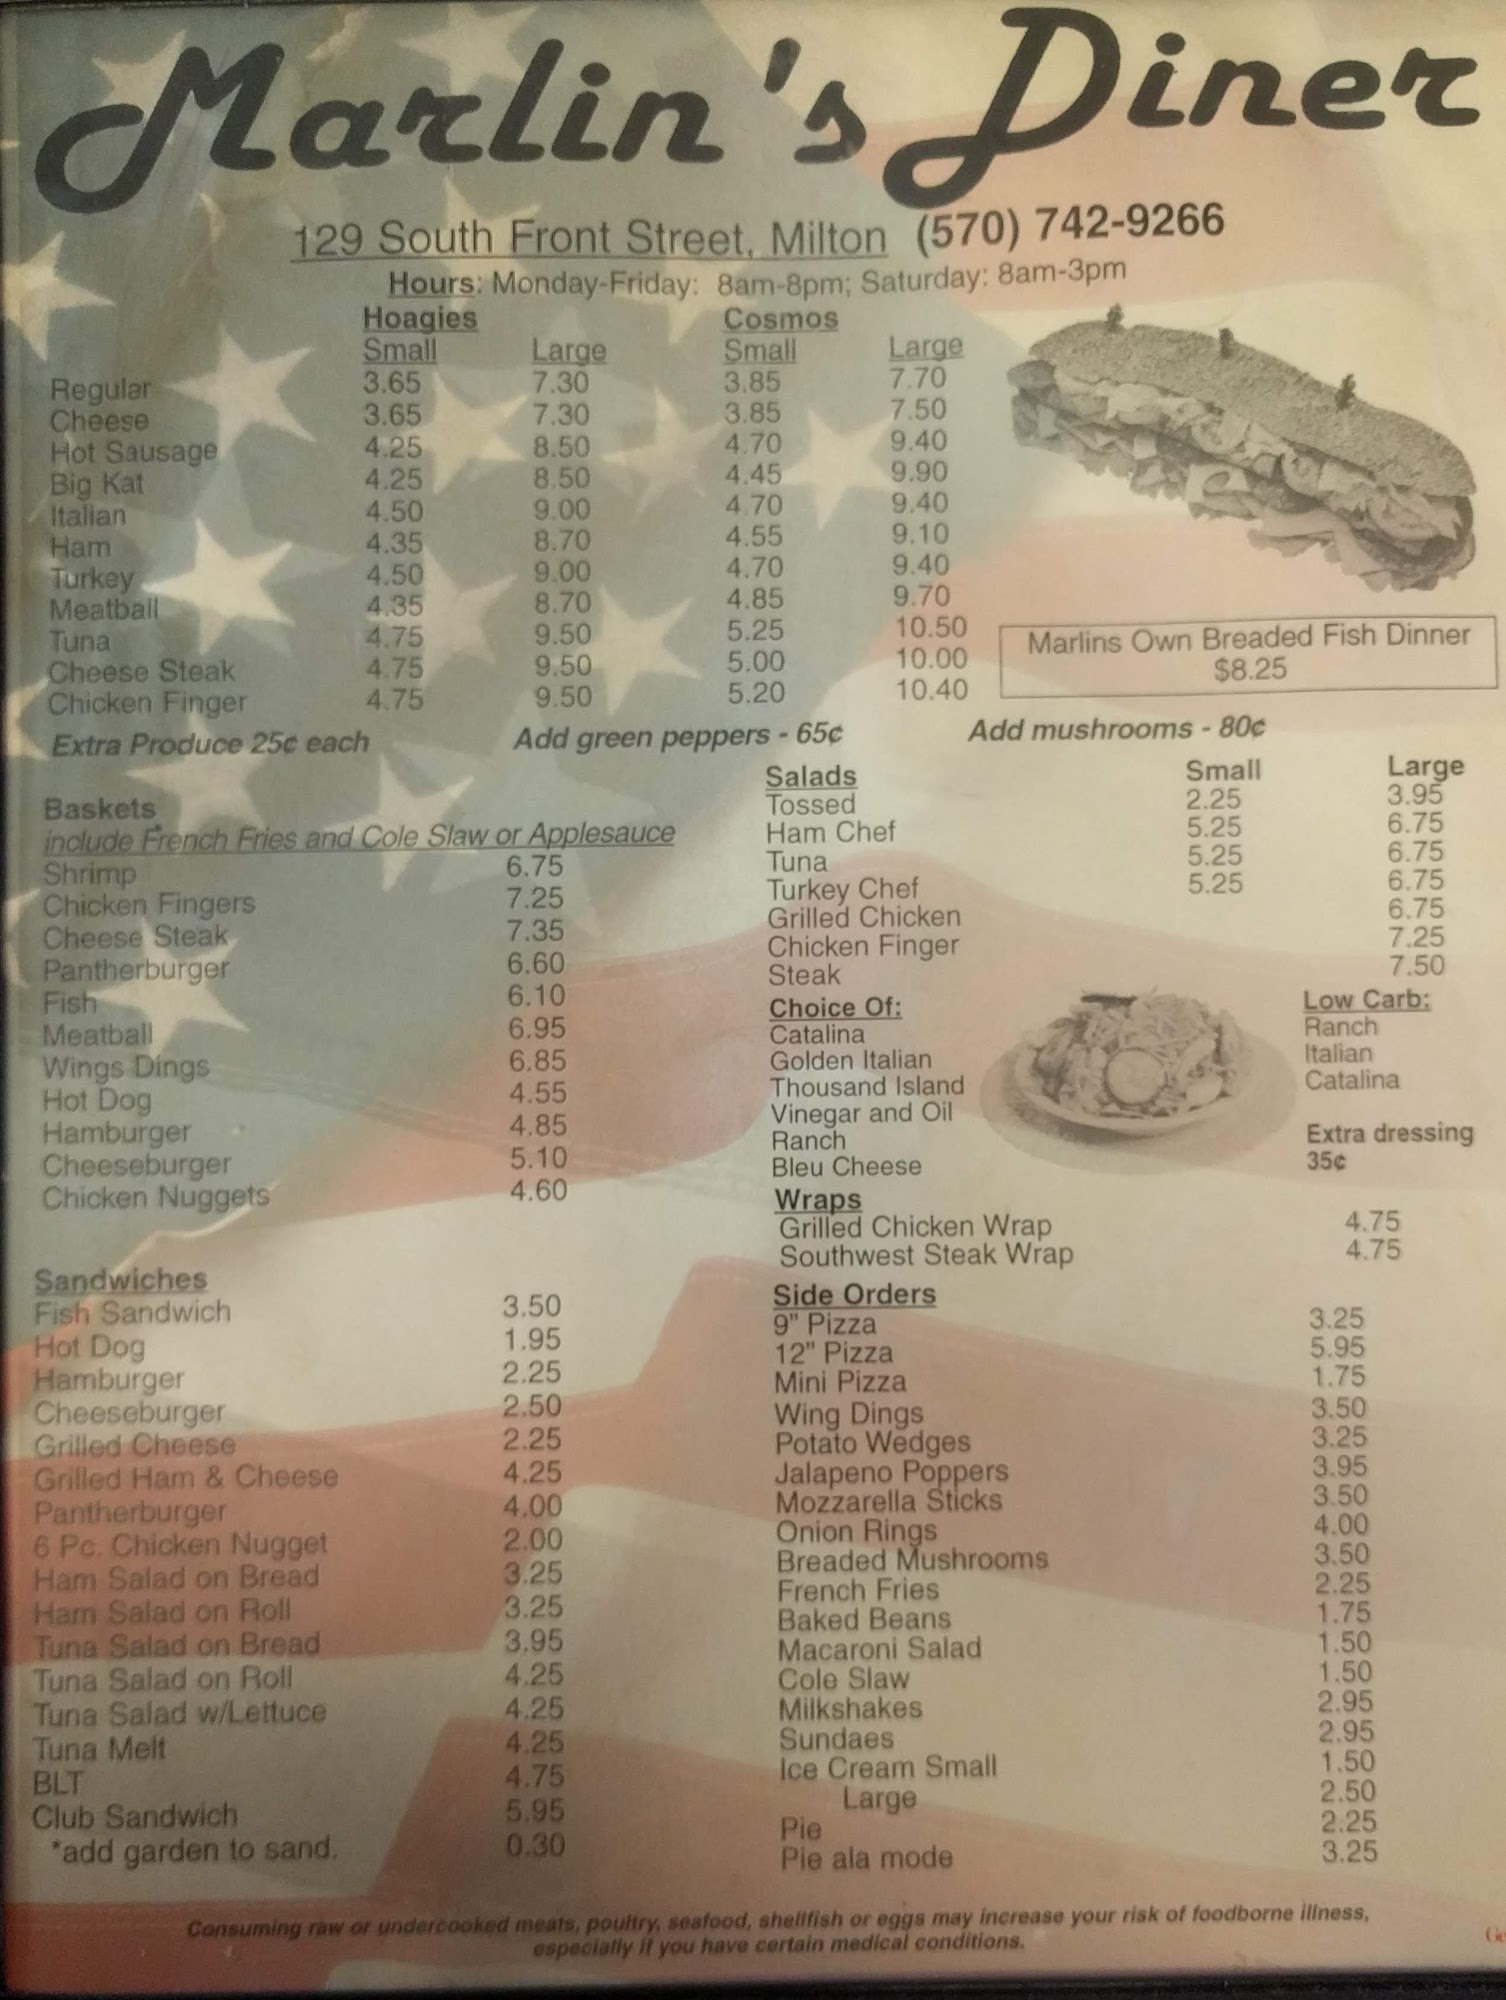 Marlin's Diner
129 South Front Street, Milton (570) 742-9266
Hours: Monday-Friday: 8am-8pm; Saturday: 8am-3pm
Hoagies Cosmos
Small Large Small Large
Regular 3.65 7.30 3.85 7.70
Cheese 3.65 7.30 3.85 7.50
Hot Sausage 4.25 8.50 4.70 9.40
Big Kat 4.25 8.50 4.45 9.90
Italian 4.50 9.00 4.70 9.40
Ham 4.35 8.70 4.55 9.10
Turkey 4.50 9.00 4.70 9.40
Meatball 4.35 8.70 4.85 9.70
Tuna 4.75 9.50 5.25 10.50
Cheese Steak 4.75 9.50 5.00 10.00
Chicken Finger 4.75 9.50 5.20 10.40
Marlins Own Breaded Fish Dinner
$8.25
Extra Produce 25¢ each Add green peppers - 65¢ Add mushrooms - 80¢
Baskets
include French Fries and Cole Slaw or Applesauce
Shrimp 6.75
Chicken Fingers 7.25
Cheese Steak 7.35
Pantherburger 6.60
Fish 6.10
Meatball 6.95
Wings Dings 6.85
Hot Dog 4.55
Hamburger 4.85
Cheeseburger 5.10
Chicken Nuggets 4.60
Sandwiches
Fish Sandwich 3.50
Hot Dog 1.95
Hamburger 2.25
Cheeseburger 2.50
Grilled Cheese 2.25
Grilled Ham & Cheese 4.25
Pantherburger 4.00
6 Pc. Chicken Nugget 2.00
Ham Salad on Bread 3.25
Ham Salad on Roll 3.25
Tuna Salad on Bread 3.95
Tuna Salad on Roll 4.25
Tuna Salad w/Lettuce 4.25
Tuna Melt 4.25
BLT 4.75
Club Sandwich 5.95
*add garden to sand. 0.30
Salads Small Large
Tossed 2.25 3.95
Ham Chef 5.25 6.75
Tuna 5.25 6.75
Turkey Chef 5.25 6.75
Grilled Chicken 6.75
Chicken Finger 7.25
Steak 7.50
Choice Of:
Catalina
Golden Italian
Thousand Island
Vinegar and Oil
Ranch
Bleu Cheese
Low Carb:
Ranch
Italian
Catalina
Extra dressing
35¢
Wraps
Grilled Chicken Wrap 4.75
Southwest Steak Wrap 4.75
Side Orders
9" Pizza 3.25
12" Pizza 5.95
Mini Pizza 1.75
Wing Dings 3.50
Potato Wedges 3.25
Jalapeno Poppers 3.95
Mozzarella Sticks 3.50
Onion Rings 4.00
Breaded Mushrooms 3.50
French Fries 2.25
Baked Beans 1.75
Macaroni Salad 1.50
Cole Slaw 1.50
Milkshakes 2.95
Sundaes 2.95
Ice Cream Small 1.50
Large 2.50
Pie 2.25
Pie ala mode 3.25
Consuming raw or undercooked meats, poultry, seafood, shellfish or eggs may increase your risk of foodborne illness,
especially if you have certain medical conditions.